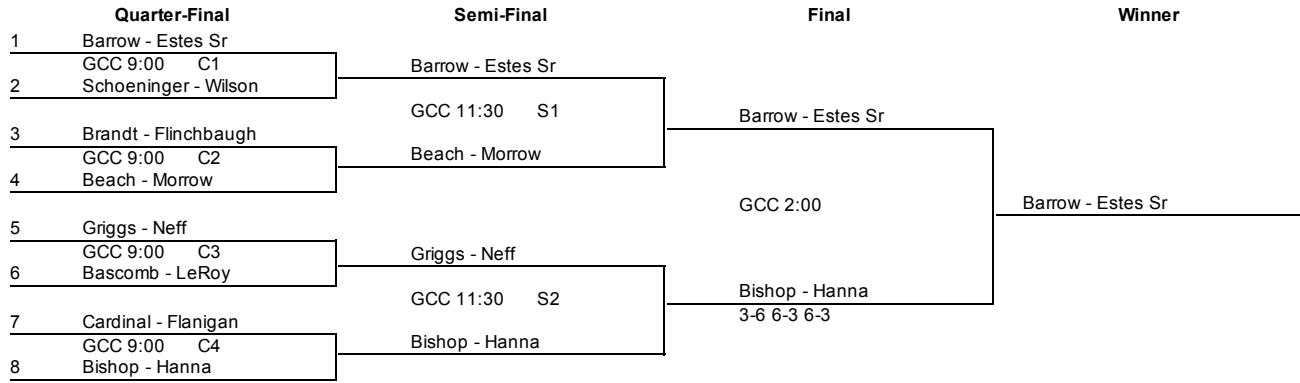 Quarter-Final Semi-Final Final Winner
1 Barrow - Estes Sr
GCC 9:00 C1
2 Schoeninger - Wilson
3 Brandt - Flinchbaugh
GCC 9:00 C2
4 Beach - Morrow
5 Griggs - Neff
GCC 9:00 C3
6 Bascomb - LeRoy
7 Cardinal - Flanigan
GCC 9:00 C4
8 Bishop - Hanna
Barrow - Estes Sr
GCC 11:30 S1
Beach - Morrow
Griggs - Neff
GCC 11:30 S2
Bishop - Hanna
Barrow - Estes Sr
GCC 2:00
Bishop - Hanna
3-6 6-3 6-3
Barrow - Estes Sr